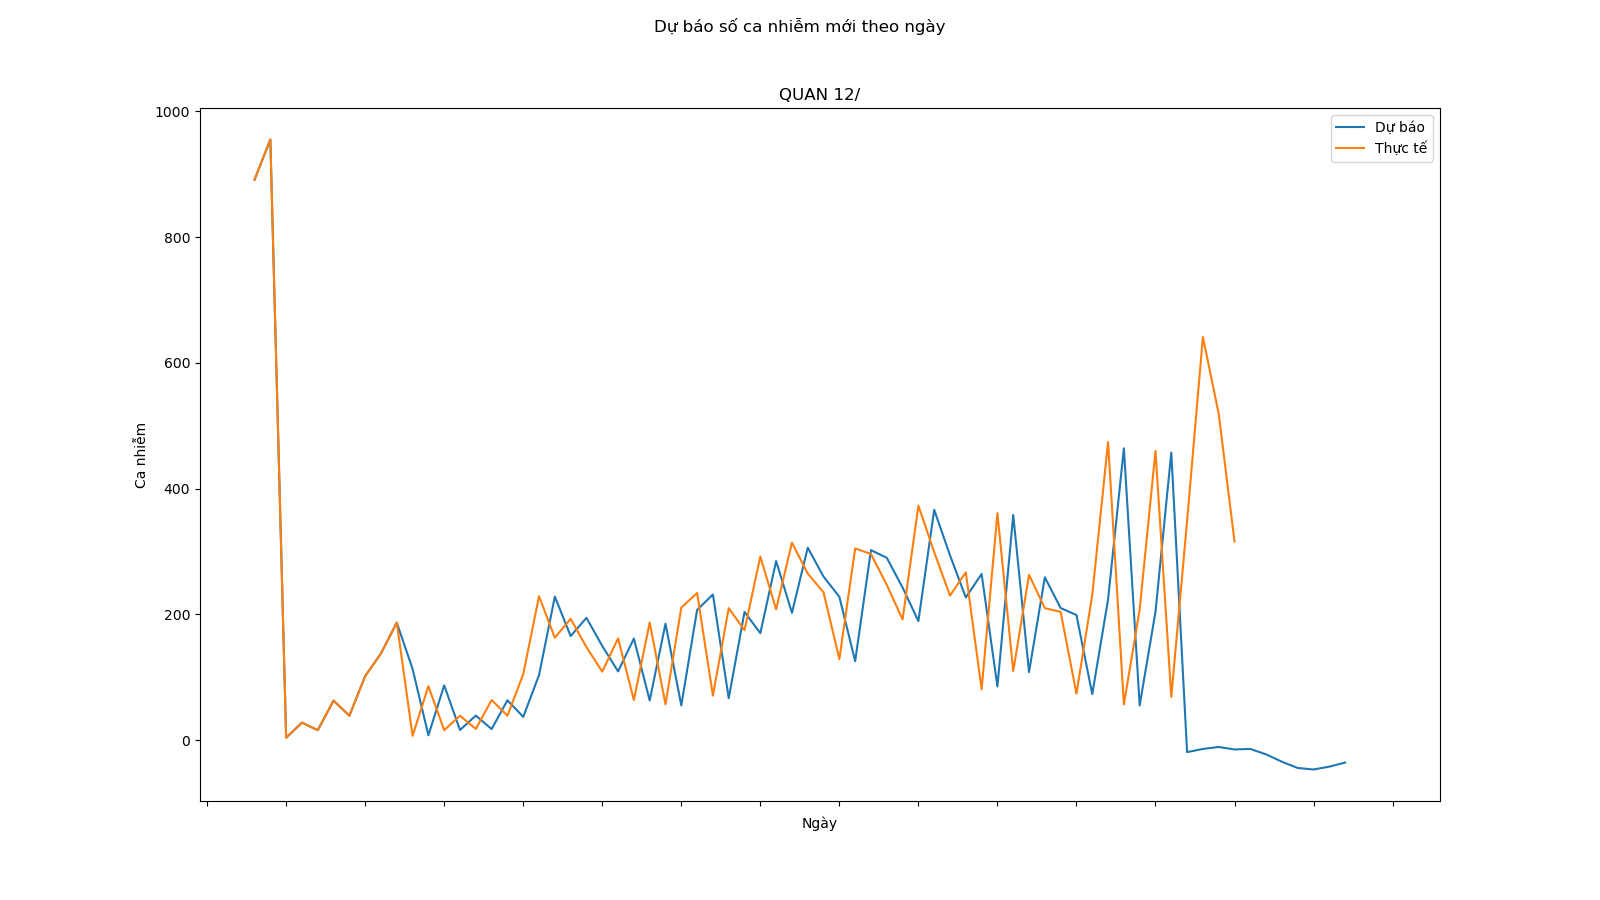 Dự báo số ca nhiễm mới theo ngày
QUAN 12/
1000
800
600
400
200
0
Ca nhiễm
Dự báo
Thực tế
Ngày